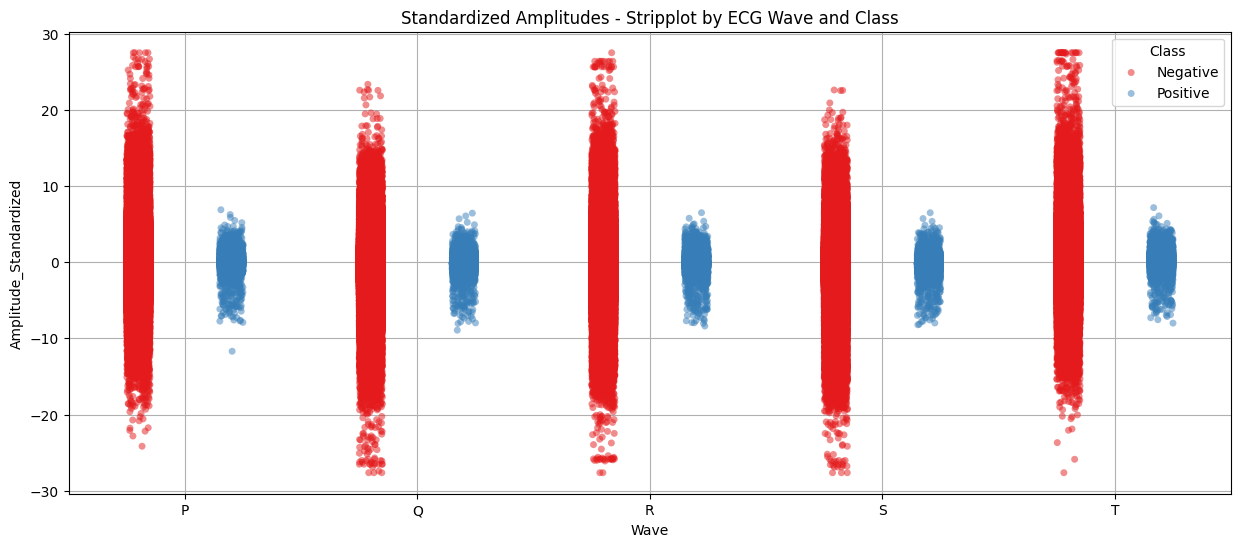 Standardized Amplitudes - Stripplot by ECG Wave and Class
30
20
10
0
−10
−20
−30
Amplitude_Standardized
Class
Negative
Positive
P Q R S T
Wave